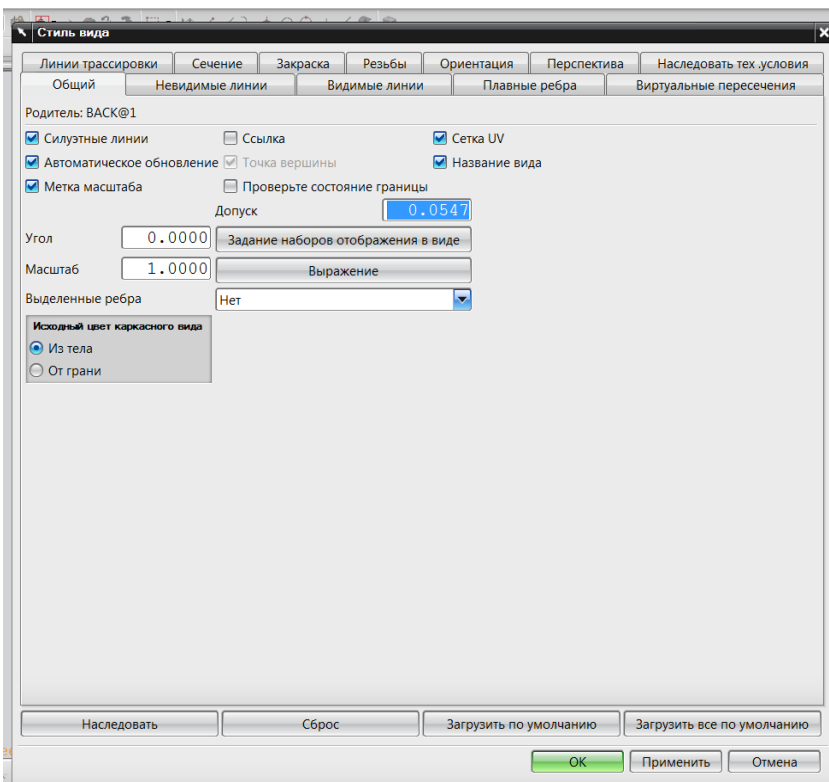 Стиль вида
Линии трассировки Сечение Закраска Резьбы Ориентация Перспектива Наследовать тех .условия
Общий Невидимые линии Видимые линии Плавные ребра Виртуальные пересечения
Родитель: BACK@1
Силуэтные линии Ссылка Сетка UV
Автоматическое обновление Точка вершины Название вида
Метка масштаба Проверьте состояние границы
Допуск 0.0547
Угол 0.0000 Задание наборов отображения в виде
Масштаб 1.0000 Выражение
Выделенные ребра Нет
Исходный цвет каркасного вида
Из тела
От грани
Наследовать Сброс Загрузить по умолчанию Загрузить все по умолчанию
OK Применить Отмена